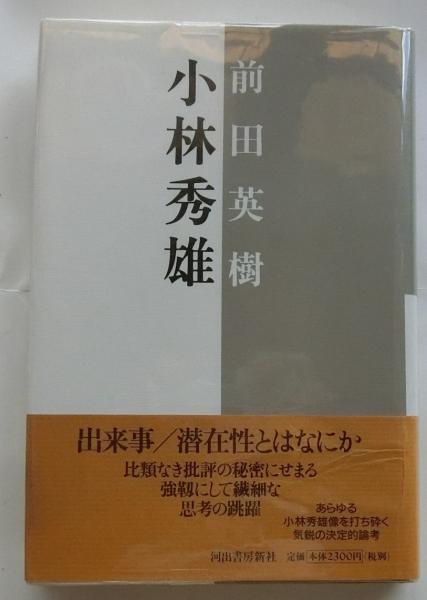 前田英樹
小林秀雄
出来事／潜在性とはなにか
比類なき批評の秘密にせまる
強靱にして繊細な
思考の跳躍
あらゆる
小林秀雄像を打ち砕く
気鋭の決定的論考
河出書房新社 定価 本体2300円(税別)